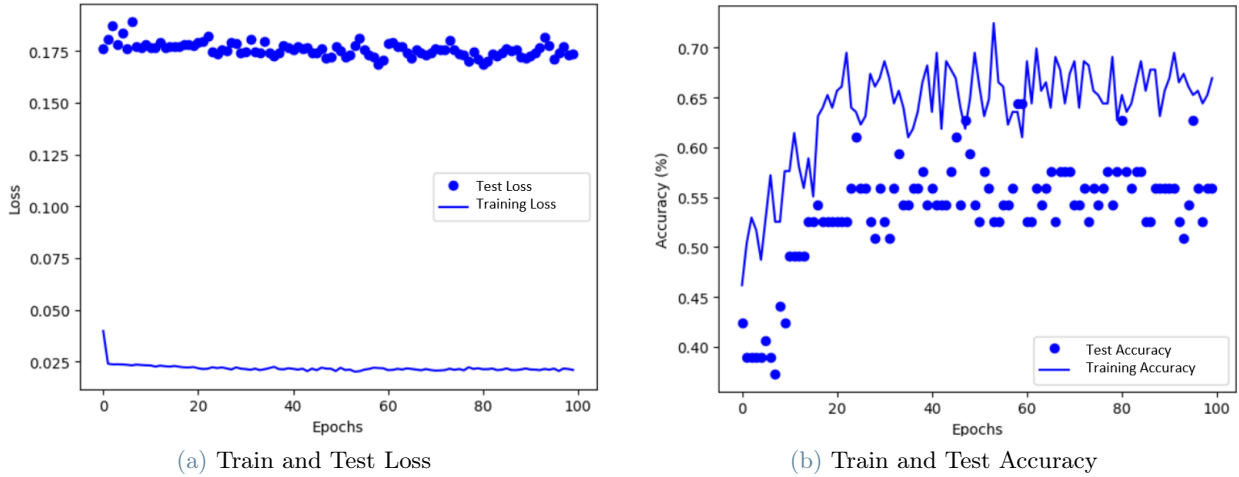 0.175
0.150
0.125
0.100
0.075
0.050
0.025
Loss
Test Loss
Training Loss
0 20 40 60 80 100
Epochs
(a) Train and Test Loss
0.70
0.65
0.60
0.55
0.50
0.45
0.40
Accuracy (%)
Test Accuracy
Training Accuracy
0 20 40 60 80 100
Epochs
(b) Train and Test Accuracy